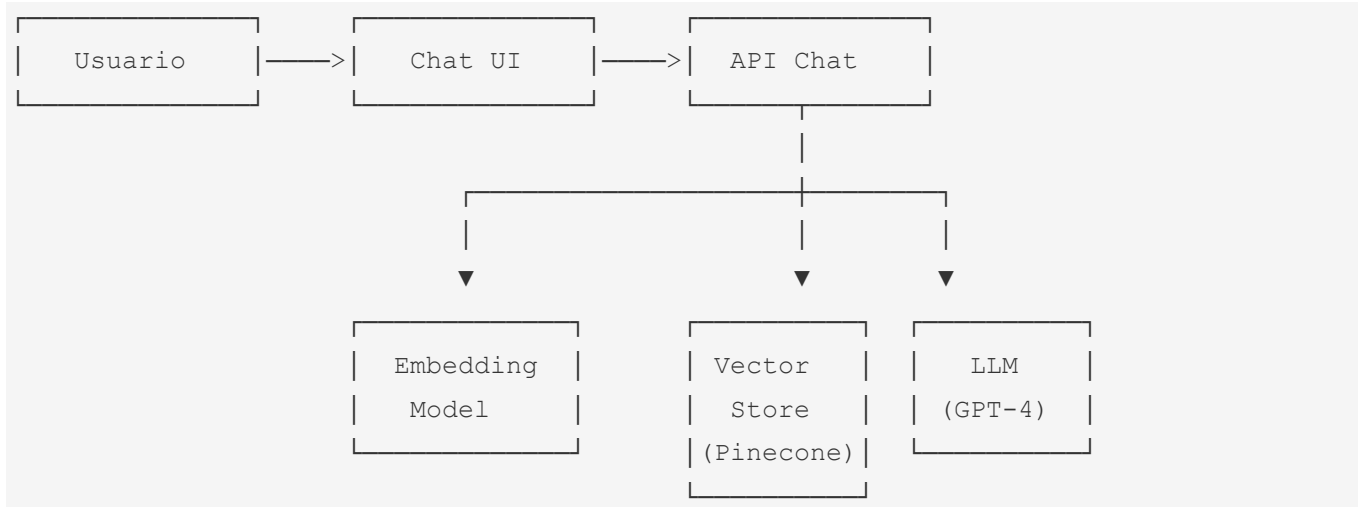 Usuario Chat UI API Chat
Embedding Vector LLM
Model Store (GPT-4)
(Pinecone)